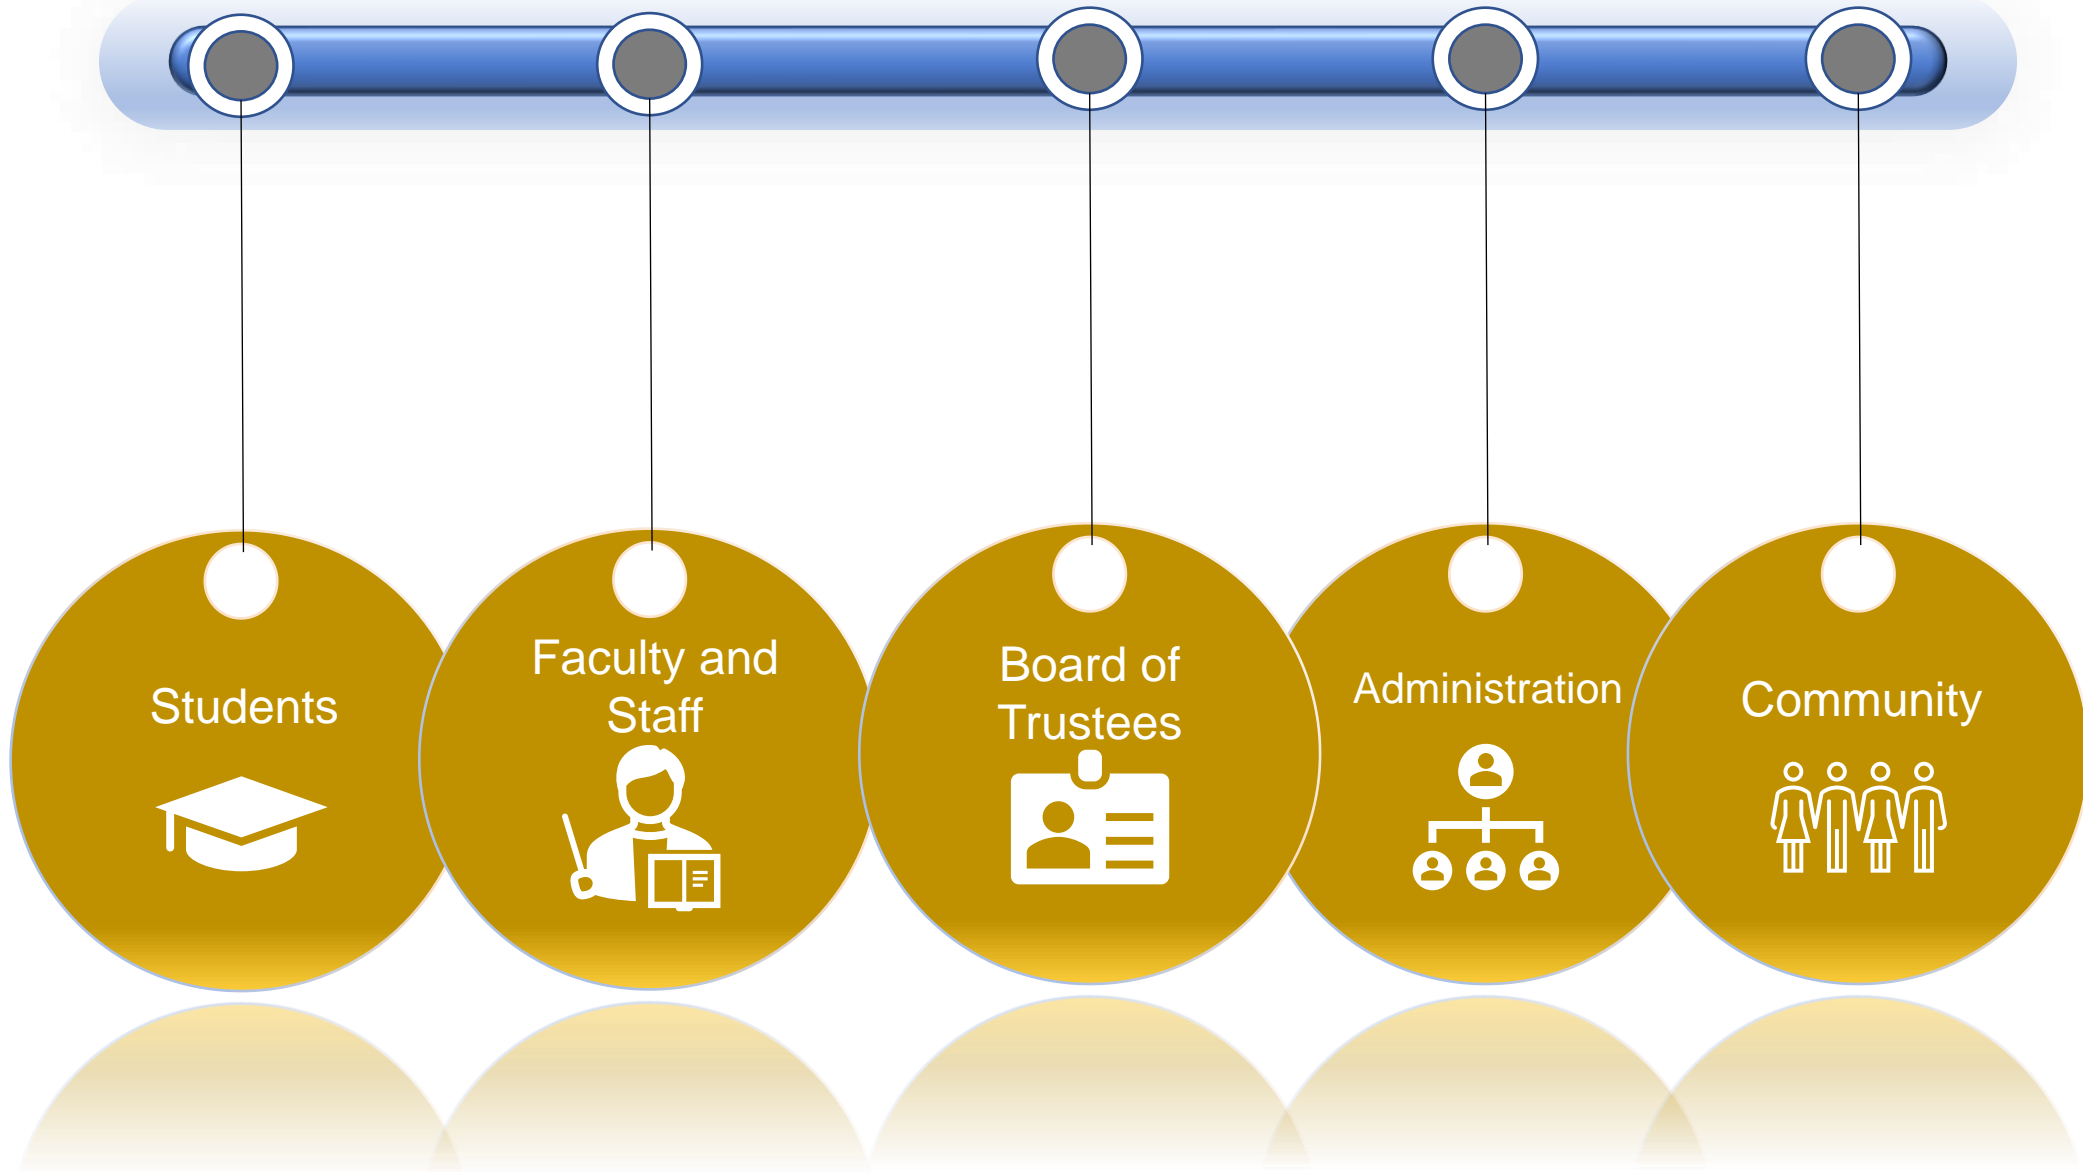 Students
Faculty and
Staff
Board of
Trustees
Administration
Community